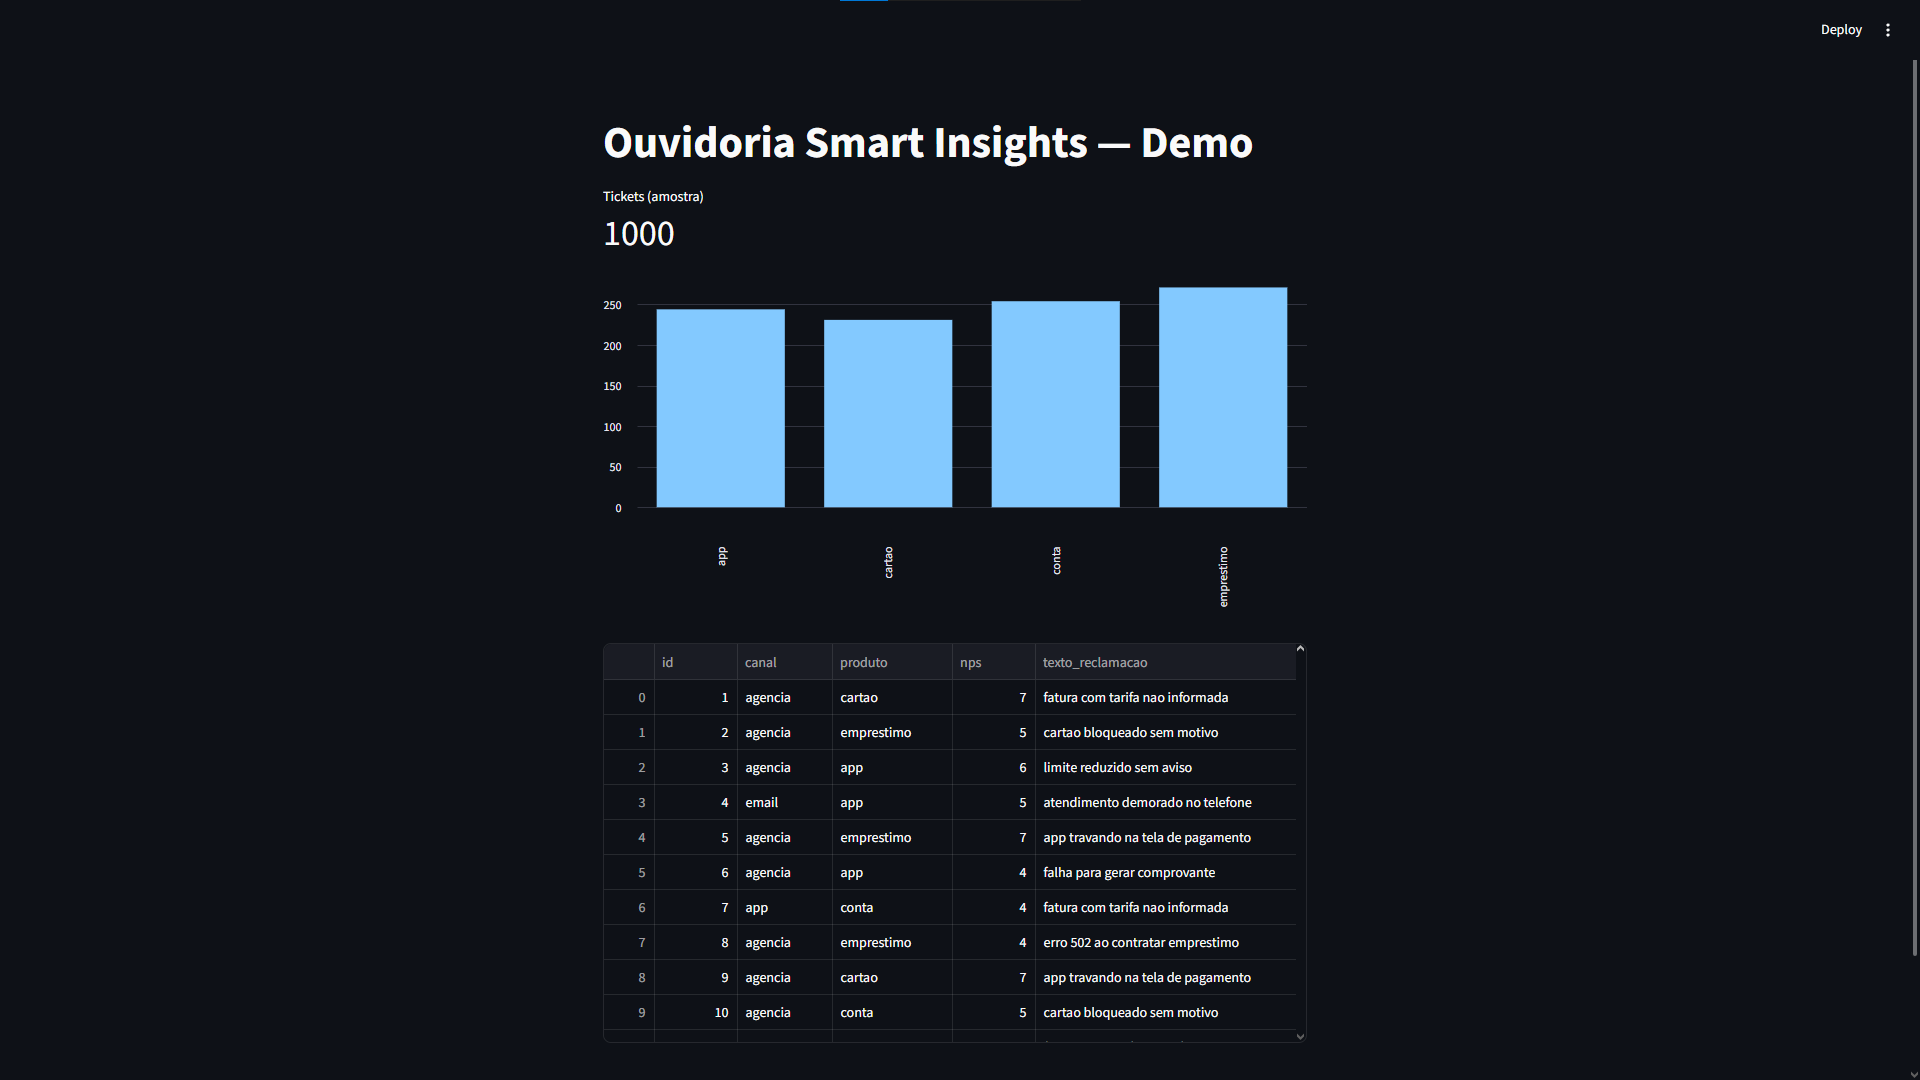 Deploy
Ouvidoria Smart Insights — Demo
Tickets (amostra)
1000
250
200
150
100
50
0
app
cartao
conta
emprestimo
id canal produto nps texto_reclamacao
0 1 agencia cartao 7 fatura com tarifa nao informada
1 2 agencia emprestimo 5 cartao bloqueado sem motivo
2 3 agencia app 6 limite reduzido sem aviso
3 4 email app 5 atendimento demorado no telefone
4 5 agencia emprestimo 7 app travando na tela de pagamento
5 6 agencia app 4 falha para gerar comprovante
6 7 app conta 4 fatura com tarifa nao informada
7 8 agencia emprestimo 4 erro 502 ao contratar emprestimo
8 9 agencia cartao 7 app travando na tela de pagamento
9 10 agencia conta 5 cartao bloqueado sem motivo